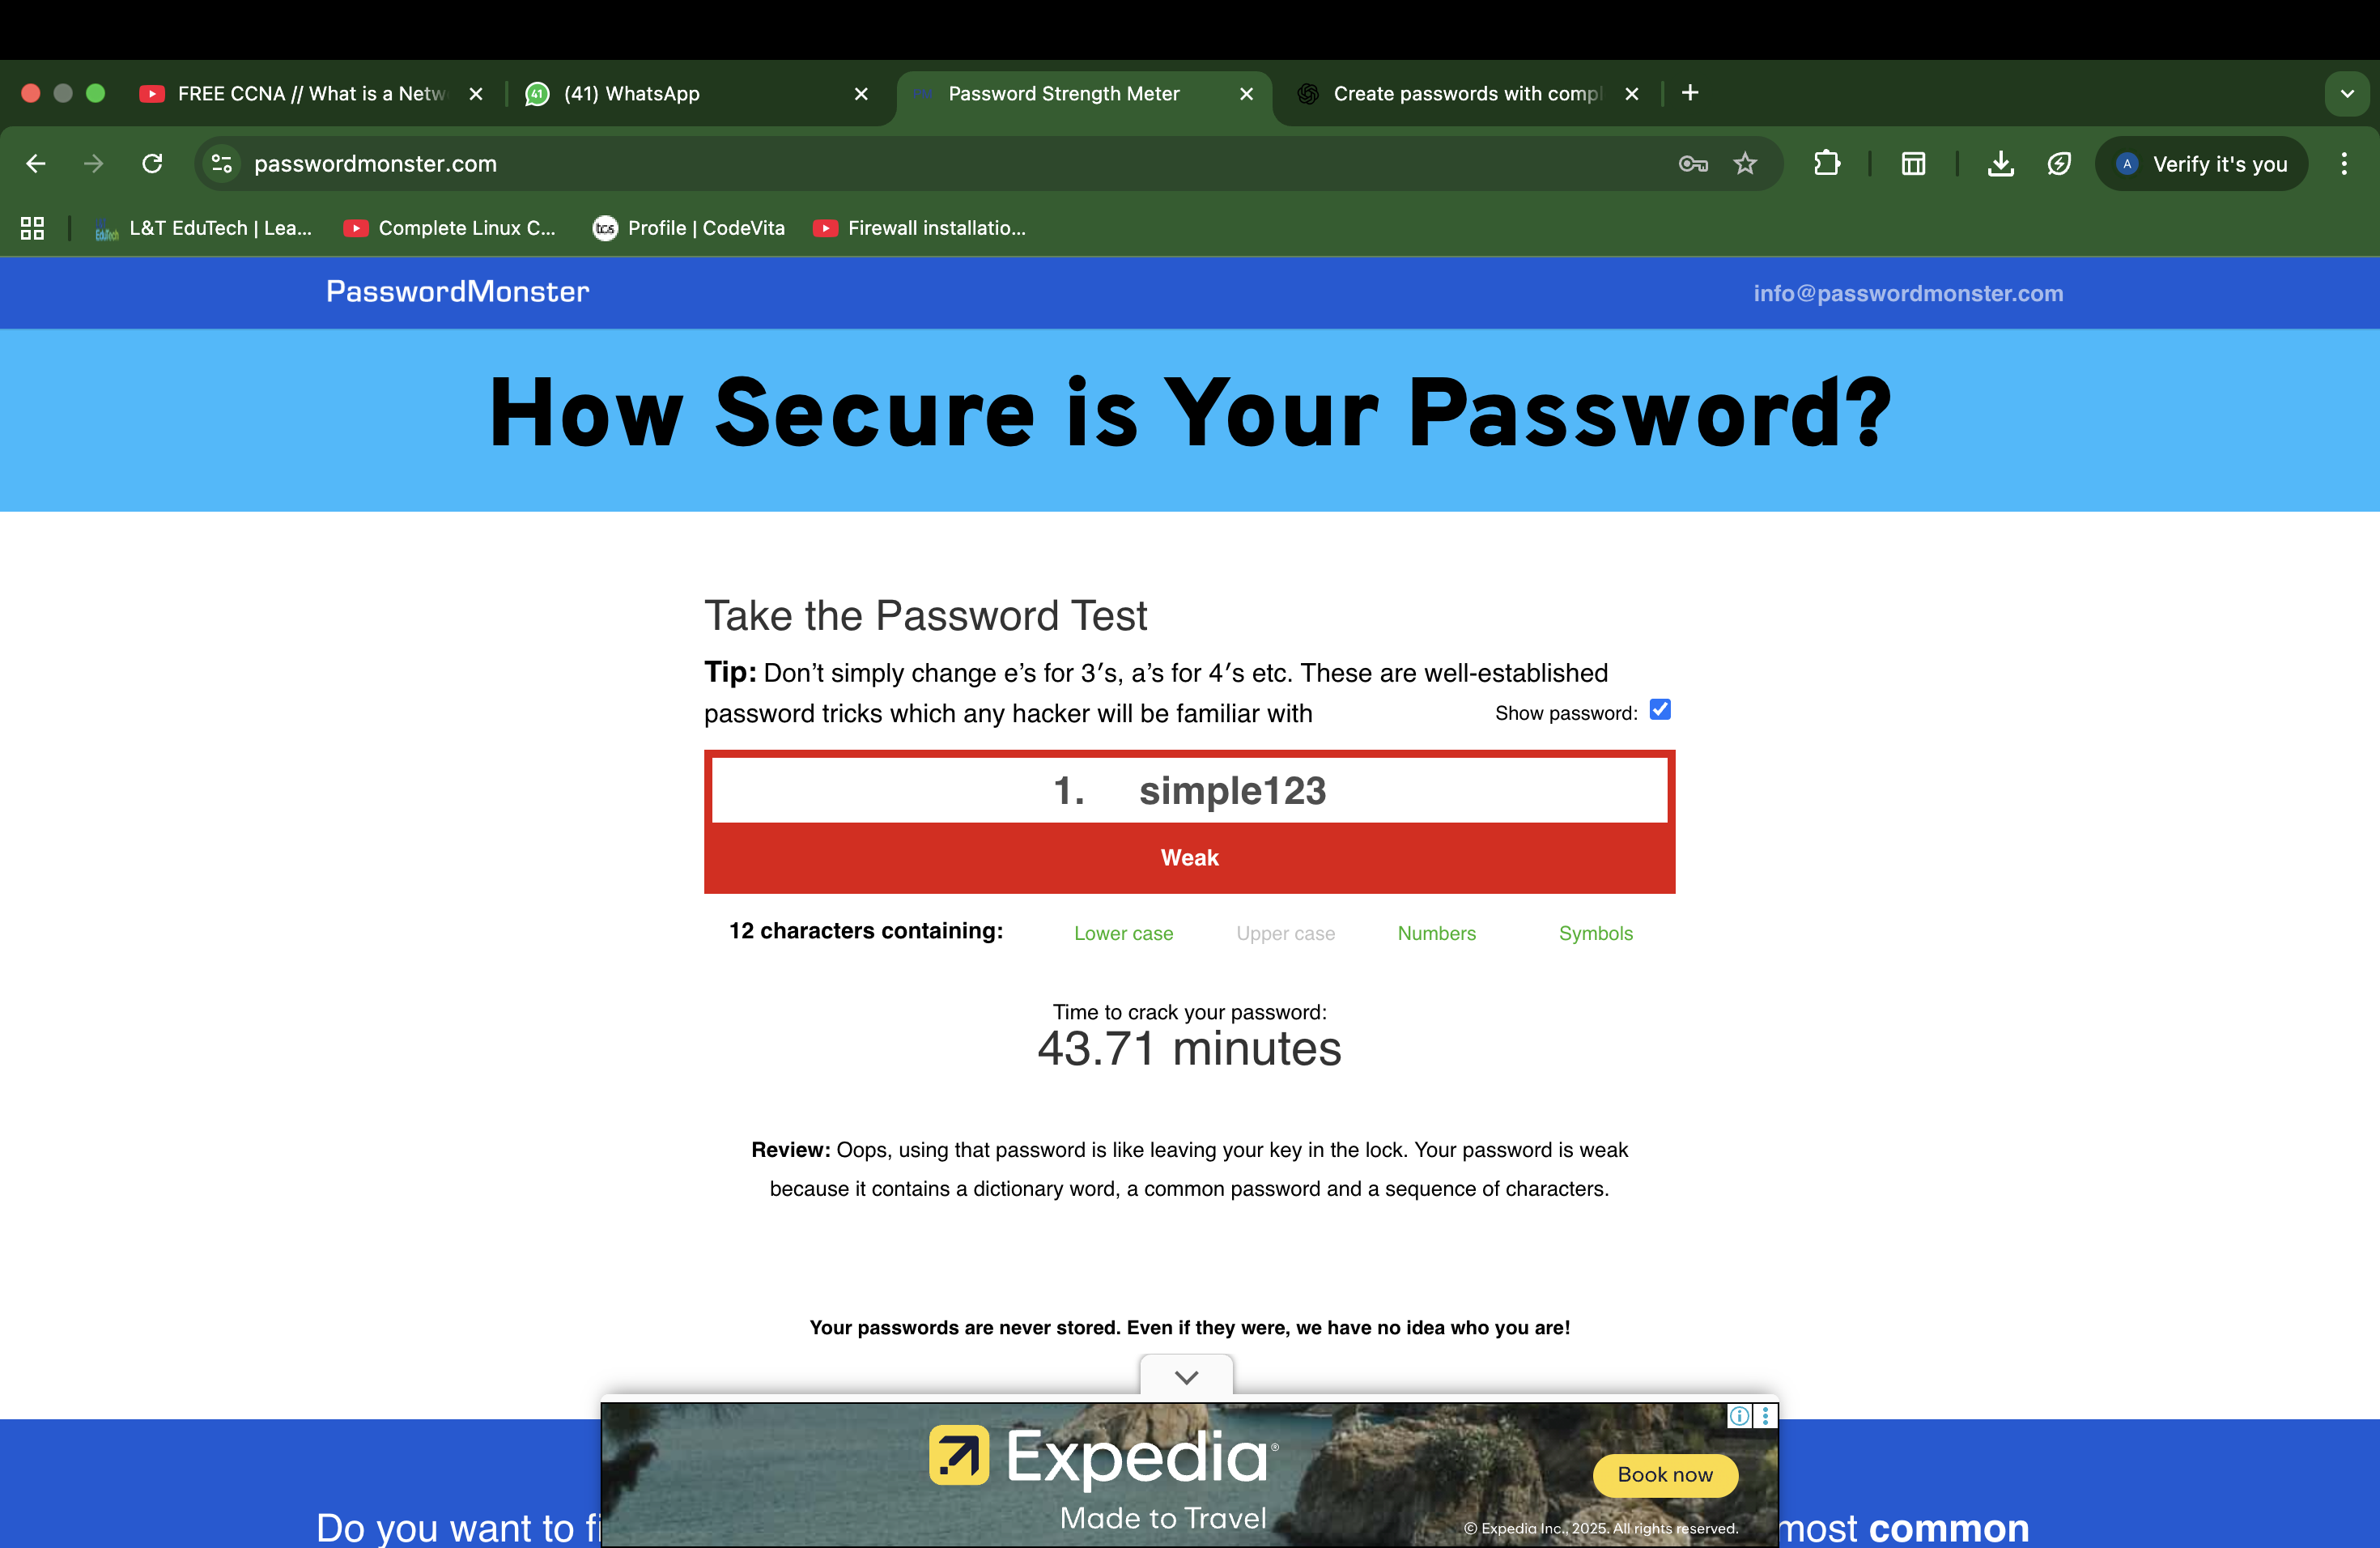 FREE CCNA // What is a Netw
(41) WhatsApp
Password Strength Meter
Create passwords with compl
passwordmonster.com
A
Verify it's you
L&T EduTech | Lea...
Complete Linux C...
Profile | CodeVita
Firewall installatio...
PasswordMonster
info@passwordmonster.com
How Secure is Your Password?
Take the Password Test
Tip: Don’t simply change e’s for 3′s, a’s for 4′s etc. These are well-established
password tricks which any hacker will be familiar with
Show password:
1. simple123
Weak
12 characters containing:
Lower case
Upper case
Numbers
Symbols
Time to crack your password:
43.71 minutes
Review: Oops, using that password is like leaving your key in the lock. Your password is weak
because it contains a dictionary word, a common password and a sequence of characters.
Your passwords are never stored. Even if they were, we have no idea who you are!
Expedia®
Made to Travel
Book now
© Expedia Inc., 2025. All rights reserved.
Do you want to fi
most common